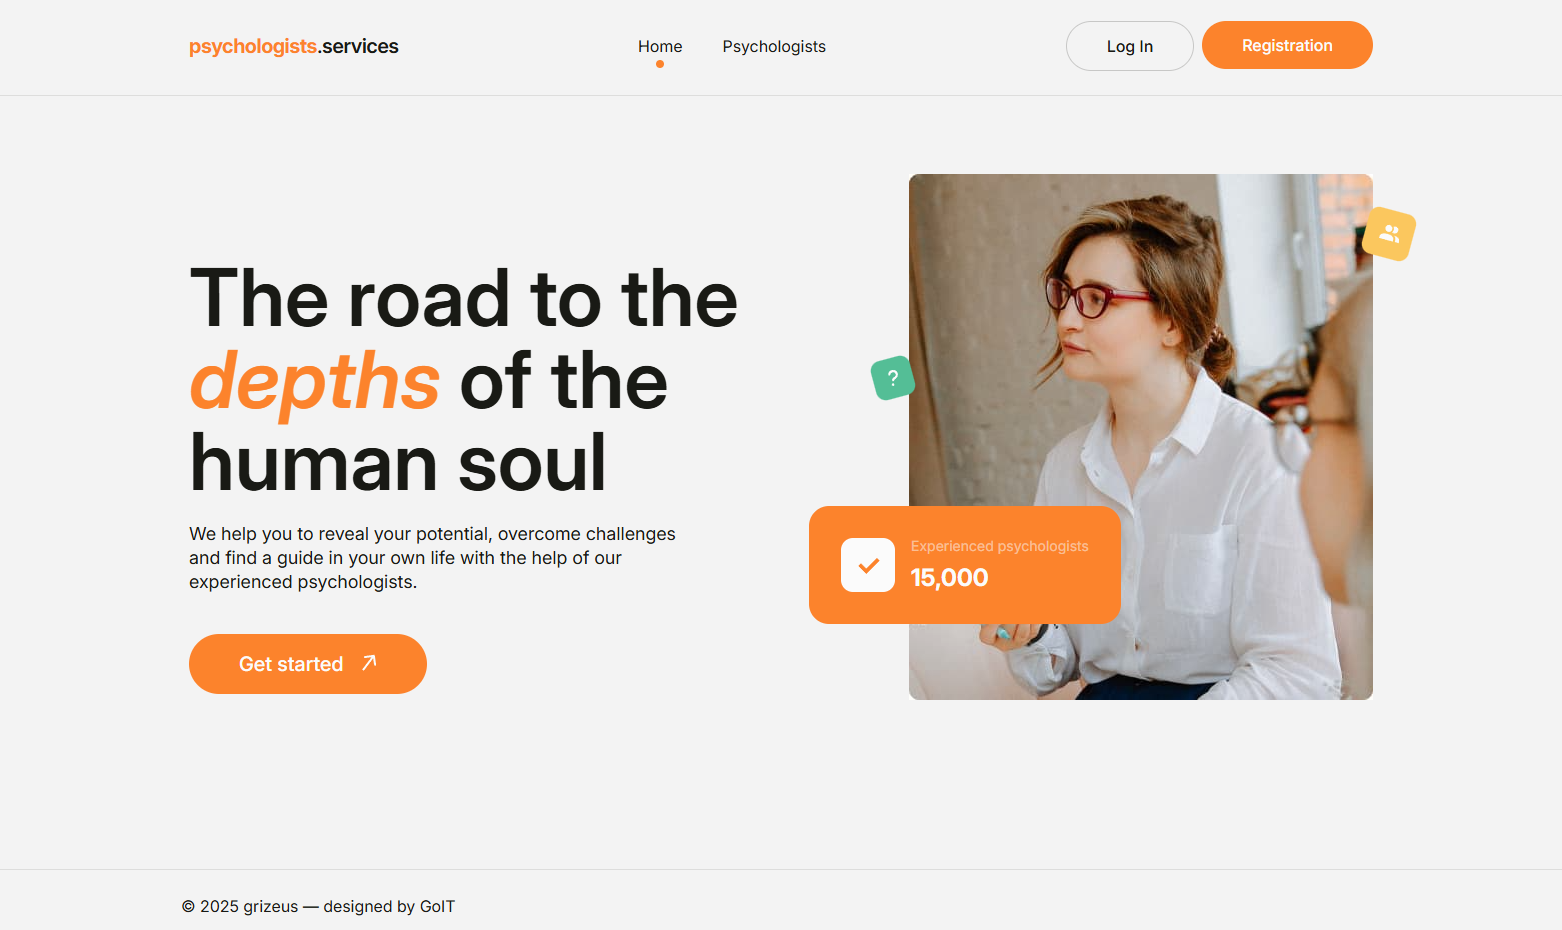 psychologists.services
Home
Psychologists
Log In
Registration
The road to the
depths of the
human soul
We help you to reveal your potential, overcome challenges
and find a guide in your own life with the help of our
experienced psychologists.
Get started
?
Experienced psychologists
15,000
© 2025 grizeus — designed by GoIT